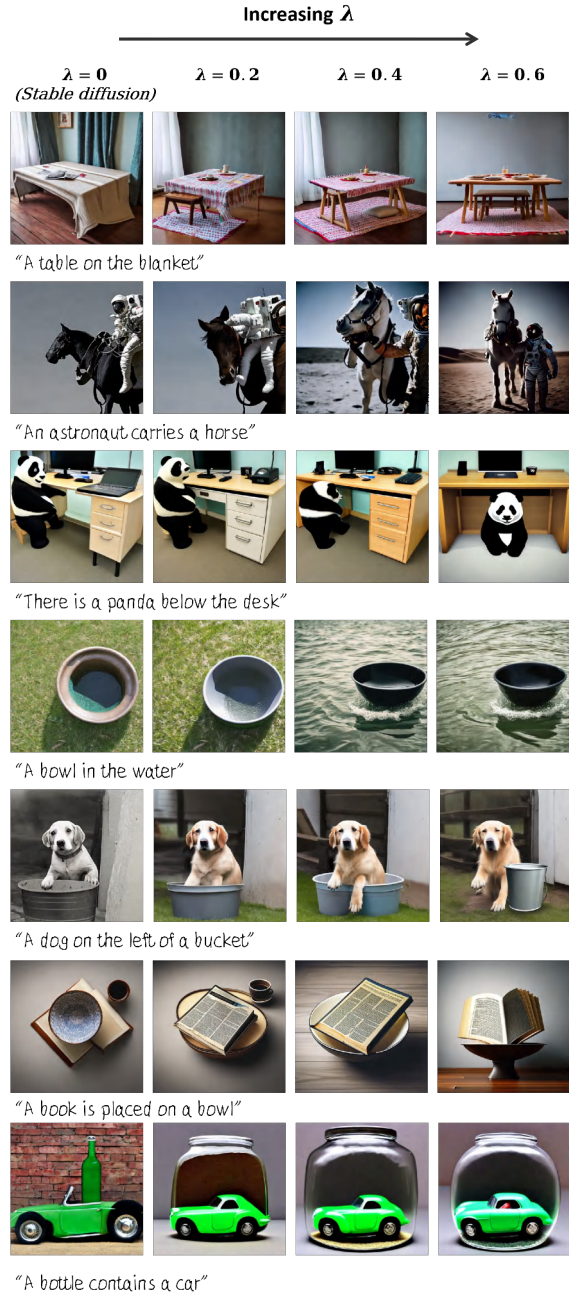 Increasing λ
λ = 0 λ = 0.2 λ = 0.4 λ = 0.6
(Stable diffusion)
"A table on the blanket"
"An astronaut carries a horse"
"There is a panda below the desk"
"A bowl in the water"
"A dog on the left of a bucket"
"A book is placed on a bowl"
"A bottle contains a car"